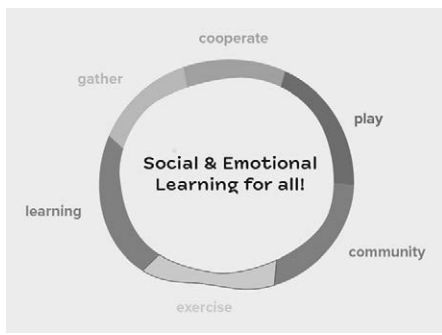 cooperate
gather
play
Social & Emotional
Learning for all!
learning
community
exercise